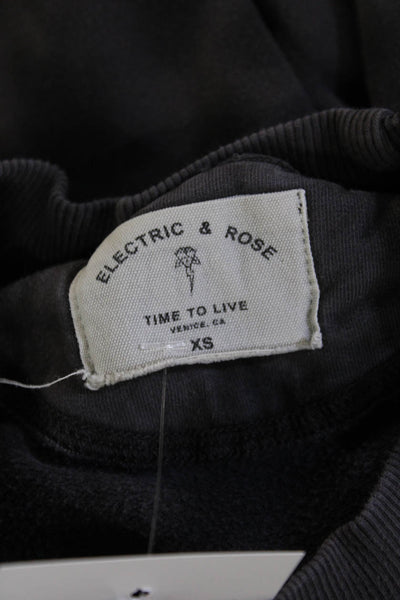 ELECTRIC & ROSE
TIME TO LIVE
VENICE, CA
XS